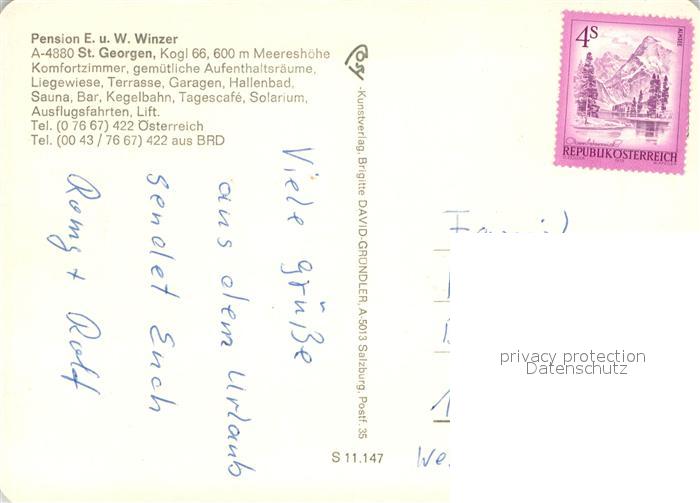 Pension E. u. W. Winzer
A-4880 St. Georgen, Kogl 66, 600 m Meereshöhe
Komfortzimmer, gemütliche Aufenthaltsräume,
Liegewiese, Terrasse, Garagen, Hallenbad,
Sauna, Bar, Kegelbahn, Tagescafé, Solarium,
Ausflugsfahrten, Lift.
Tel. (0 76 67) 422 Österreich
Tel. (00 43 / 76 67) 422 aus BRD
Viele Grüße
aus dem Urlaub
sendet Euch
Romy + Rolf
-Kunstverlag, Brigitte DAVID-GRÜNDLER, A-5013 Salzburg, Postf. 35
S 11.147
4S
ALMSEE
REPUBLIK ÖSTERREICH
privacy protection
Datenschutz